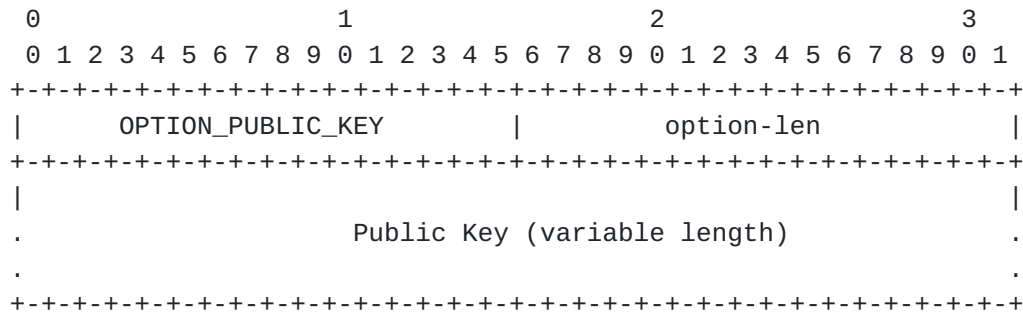 0                   1                   2                   3
 0 1 2 3 4 5 6 7 8 9 0 1 2 3 4 5 6 7 8 9 0 1 2 3 4 5 6 7 8 9 0 1
+-+-+-+-+-+-+-+-+-+-+-+-+-+-+-+-+-+-+-+-+-+-+-+-+-+-+-+-+-+-+-+-+
|      OPTION_PUBLIC_KEY        |         option-len            |
+-+-+-+-+-+-+-+-+-+-+-+-+-+-+-+-+-+-+-+-+-+-+-+-+-+-+-+-+-+-+-+-+
|                                                               |
.                     Public Key (variable length)              .
.                                                               .
+-+-+-+-+-+-+-+-+-+-+-+-+-+-+-+-+-+-+-+-+-+-+-+-+-+-+-+-+-+-+-+-+